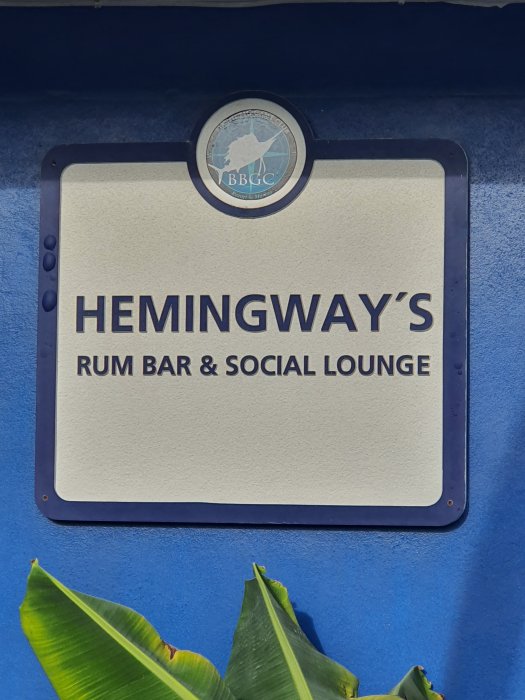 BBGC
HEMINGWAY´S
RUM BAR & SOCIAL LOUNGE